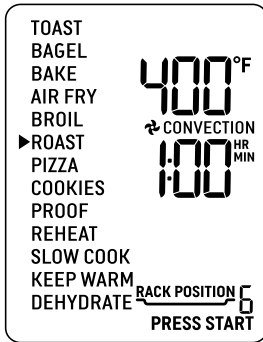 TOAST
BAGEL
BAKE
AIR FRY
BROIL
ROAST
PIZZA
COOKIES
PROOF
REHEAT
SLOW COOK
KEEP WARM
DEHYDRATE
400°F
CONVECTION
1:00 HR MIN
RACK POSITION 6
PRESS START